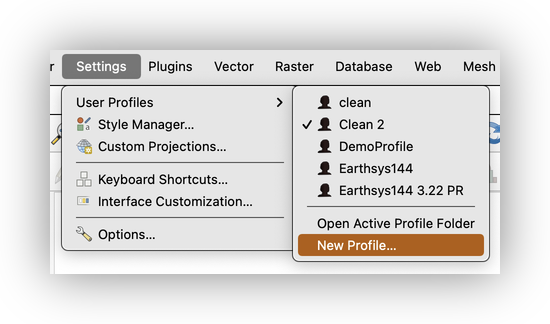 Settings Plugins Vector Raster Database Web Mesh
User Profiles
Style Manager...
Custom Projections...
Keyboard Shortcuts...
Interface Customization...
Options...
clean
Clean 2
DemoProfile
Earthsys144
Earthsys144 3.22 PR
Open Active Profile Folder
New Profile...